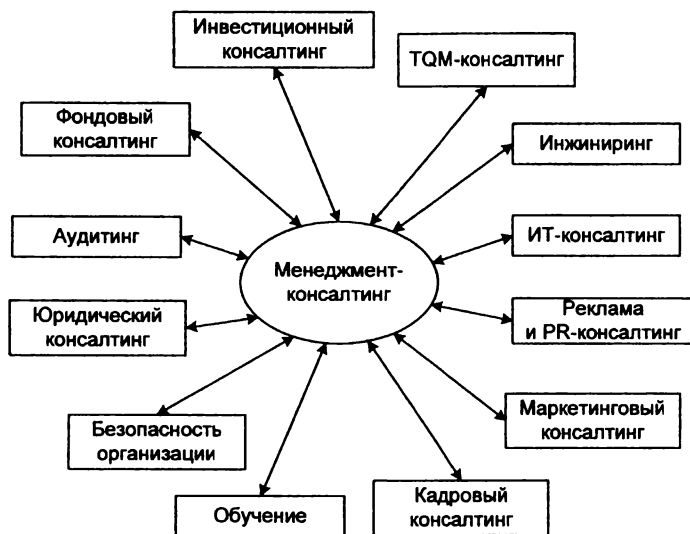 Инвестиционный
консалтинг
TQM-консалтинг
Фондовый
консалтинг
Инжиниринг
Аудитинг
ИТ-консалтинг
Менеджмент-
консалтинг
Юридический
консалтинг
Реклама
и PR-консалтинг
Маркетинговый
консалтинг
Безопасность
организации
Обучение
Кадровый
консалтинг